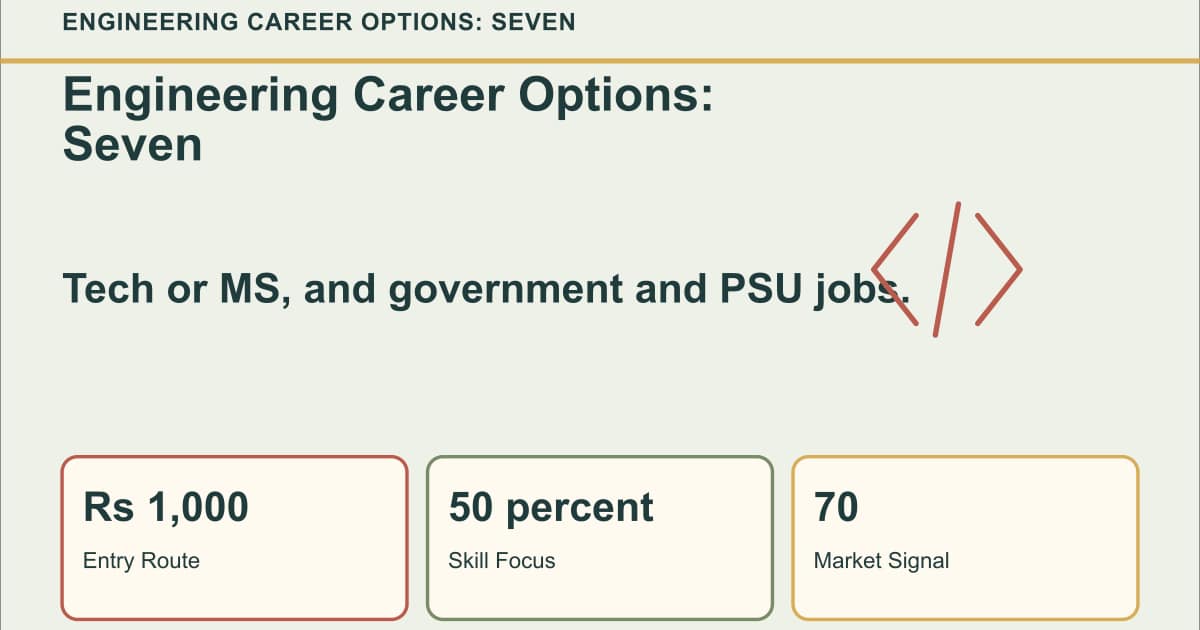 ENGINEERING CAREER OPTIONS: SEVEN
Engineering Career Options:
Seven
Tech or MS, and government and PSU jobs.
Rs 1,000
Entry Route
50 percent
Skill Focus
70
Market Signal